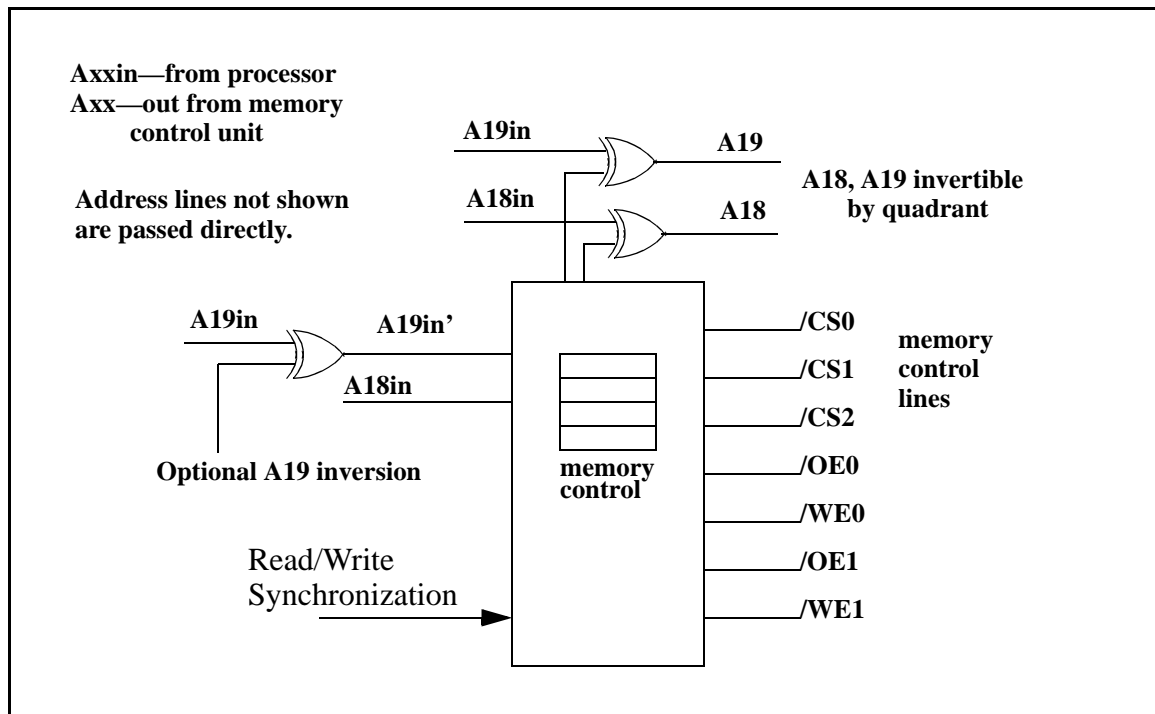 Axxin—from processor
Axx—out from memory
control unit
Address lines not shown
are passed directly.
A19in
A19
A18in
A18
A18, A19 invertible
by quadrant
A19in
A19in’
A18in
Optional A19 inversion
memory
control
Read/Write
Synchronization
/CS0
/CS1
/CS2
/OE0
/WE0
/OE1
/WE1
memory
control
lines